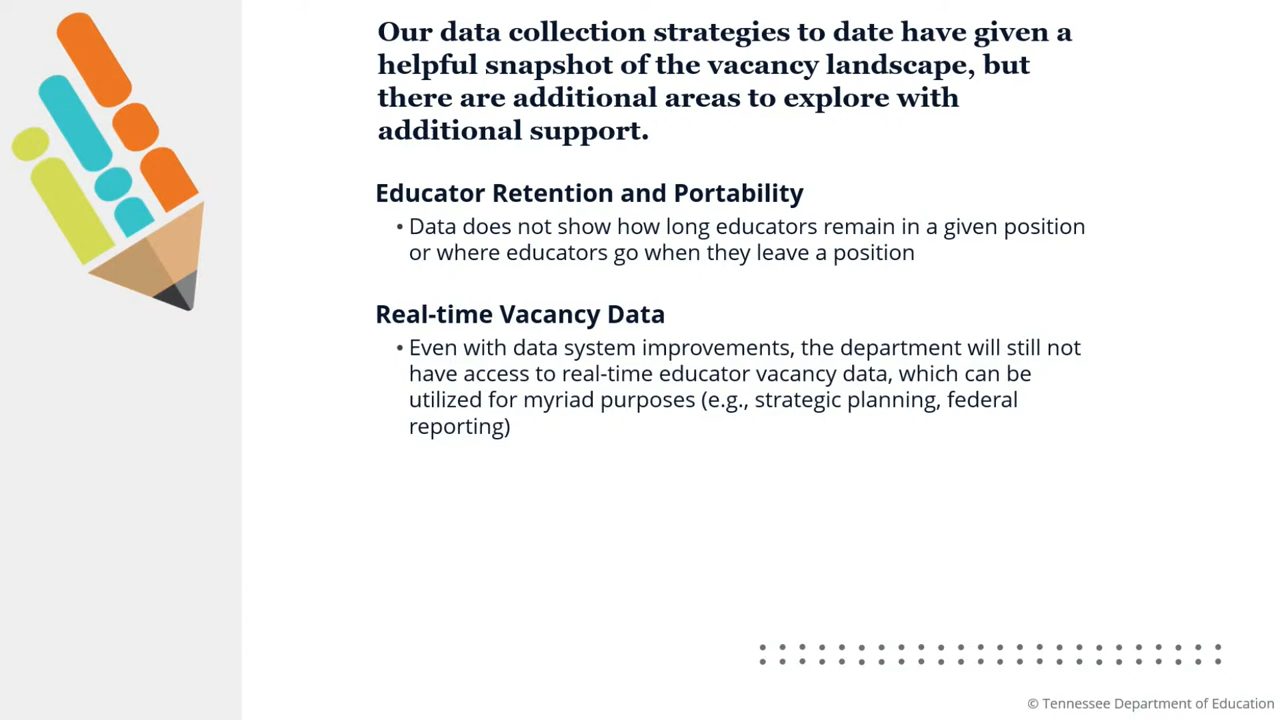 Our data collection strategies to date have given a
helpful snapshot of the vacancy landscape, but
there are additional areas to explore with
additional support.
Educator Retention and Portability
• Data does not show how long educators remain in a given position
or where educators go when they leave a position
Real-time Vacancy Data
• Even with data system improvements, the department will still not
have access to real-time educator vacancy data, which can be
utilized for myriad purposes (e.g., strategic planning, federal
reporting)
© Tennessee Department of Education